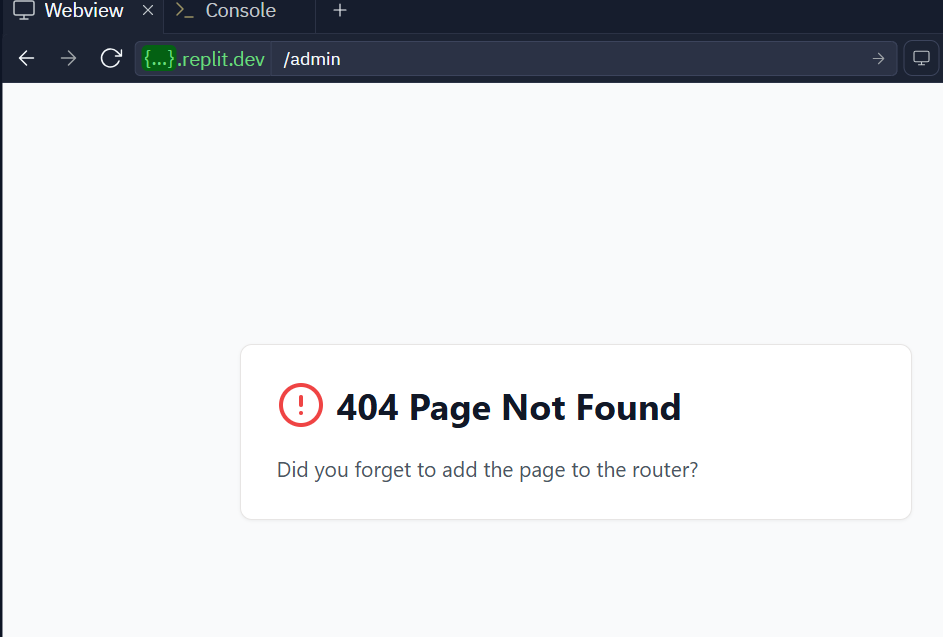 Webview
Console
{...}.replit.dev /admin
404 Page Not Found
Did you forget to add the page to the router?